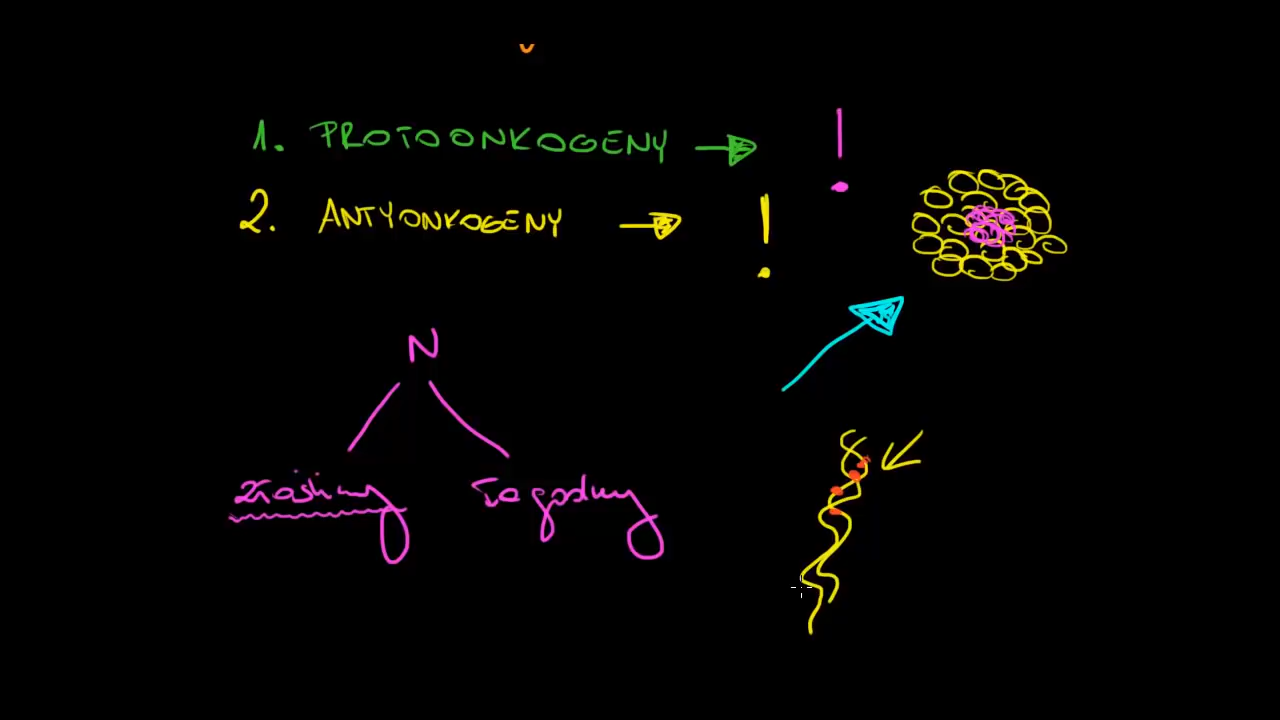 1. PROTOONKOGENY → !
2. ANTYONKOGENY → !
N
złośliwy łagodny